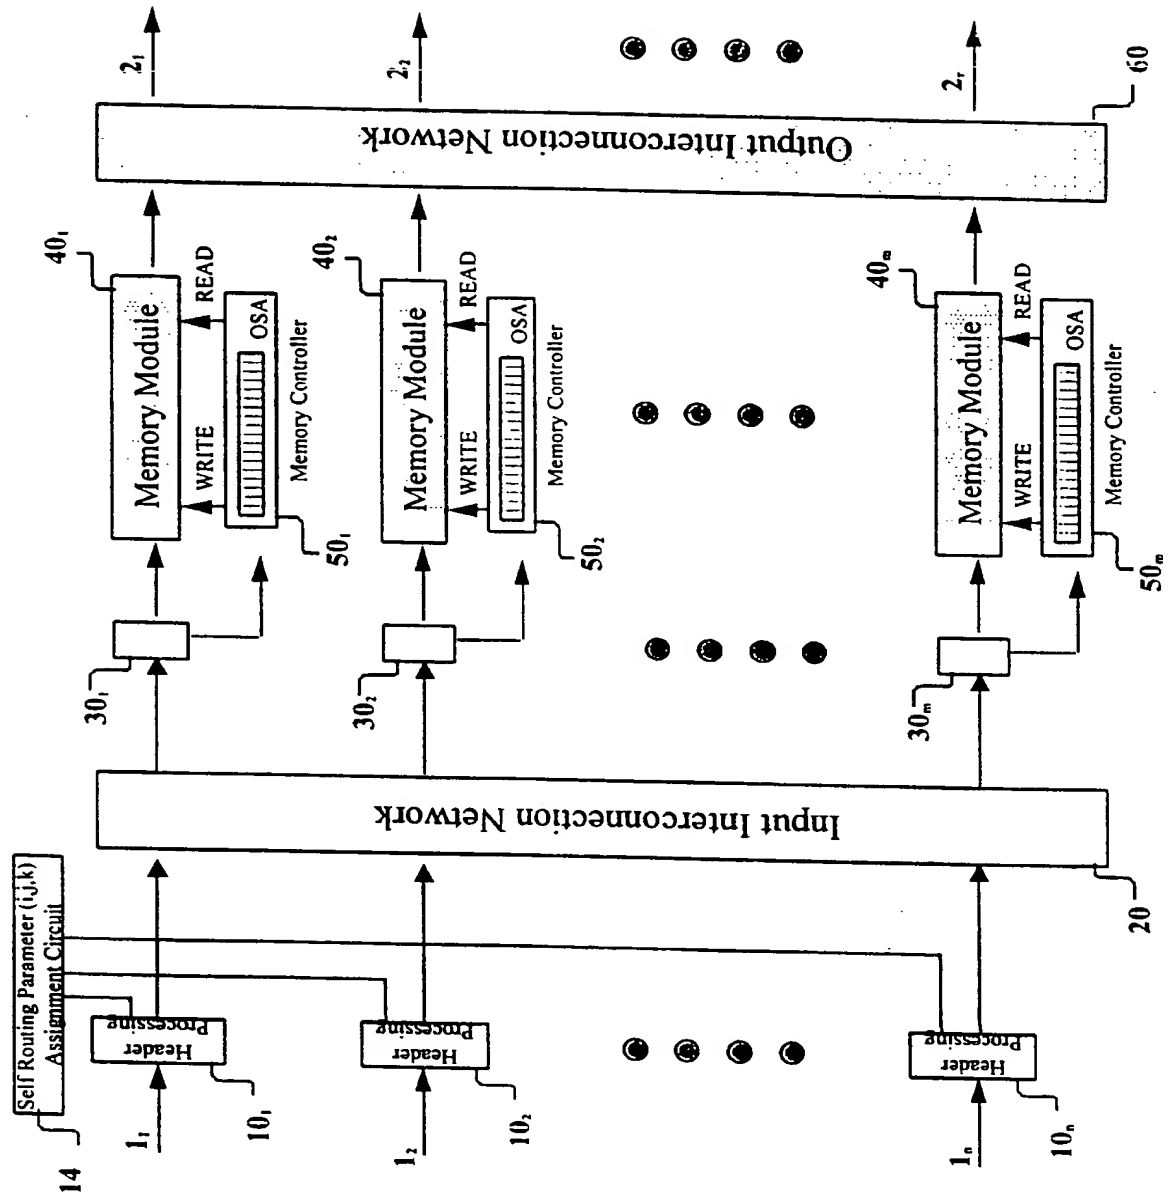 Self Routing Parameter (i,j,k)
Assignment Circuit
14
1₁
Header
Processing
10₁
1₂
Header
Processing
10₂
1ₙ
Header
Processing
10ₙ
Input Interconnection Network
20
30₁
30₂
30ₘ
Memory Module
40₁
WRITE
READ
OSA
Memory Controller
50₁
Memory Module
40₂
WRITE
READ
OSA
Memory Controller
50₂
Memory Module
40ₘ
WRITE
READ
OSA
Memory Controller
50ₘ
Output Interconnection Network
60
2₁
2₂
2ᵣ